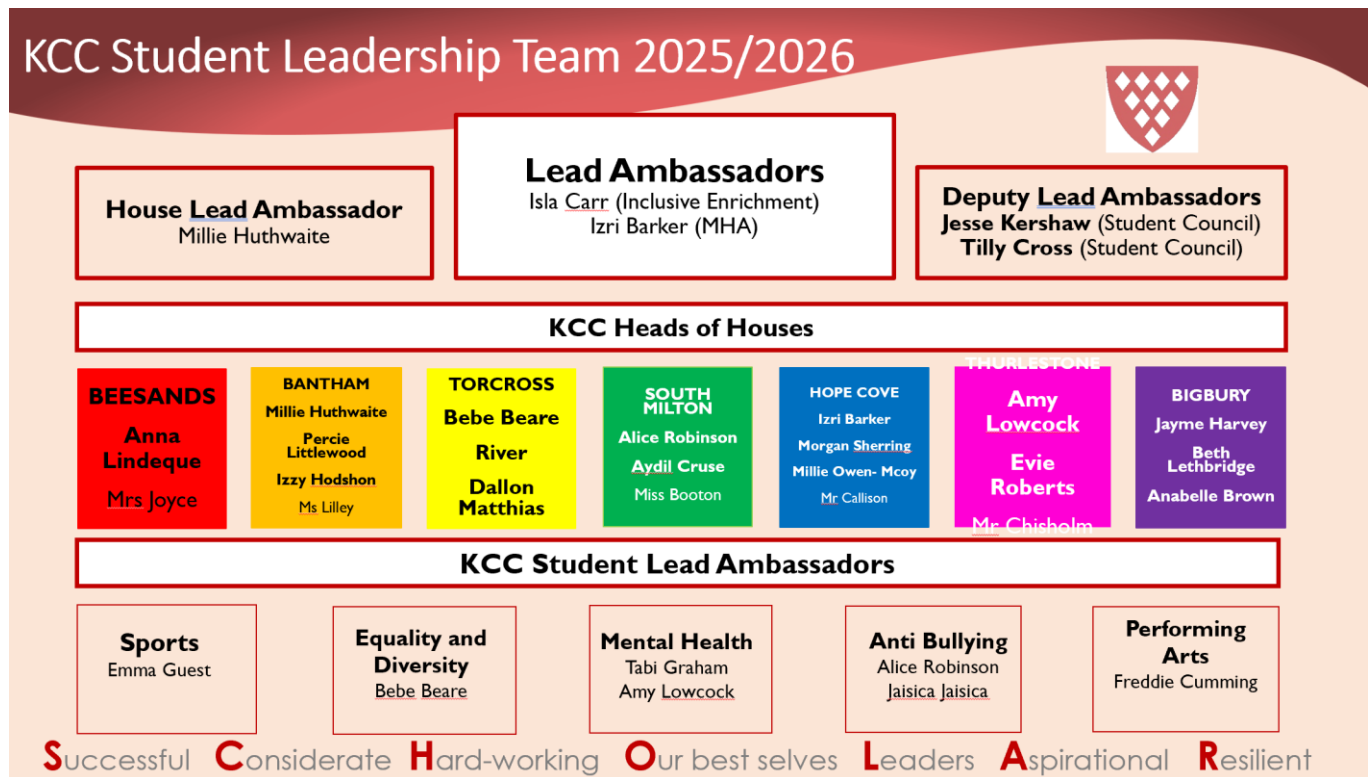 KCC Student Leadership Team 2025/2026
Lead Ambassadors
Isla Carr (Inclusive Enrichment)
Izri Barker (MHA)
House Lead Ambassador
Millie Huthwaite
Deputy Lead Ambassadors
Jesse Kershaw (Student Council)
Tilly Cross (Student Council)
KCC Heads of Houses
BEESANDS
Anna
Lindeque
Mrs Joyce
BANTHAM
Millie Huthwaite
Percie
Littlewood
Izzy Hodshon
Ms Lilley
TORCROSS
Bebe Beare
River
Dallon
Matthias
SOUTH
MILTON
Alice Robinson
Aydil Cruse
Miss Booton
HOPE COVE
Izri Barker
Morgan Sherring
Millie Owen- Mcoy
Mr Callison
THURLESTONE
Amy
Lowcock
Evie
Roberts
Mr Chisholm
BIGBURY
Jayme Harvey
Beth
Lethbridge
Anabelle Brown
KCC Student Lead Ambassadors
Sports
Emma Guest
Equality and
Diversity
Bebe Beare
Mental Health
Tabi Graham
Amy Lowcock
Anti Bullying
Alice Robinson
Jaisica Jaisica
Performing
Arts
Freddie Cumming
Successful Considerate Hard-working Our best selves Leaders Aspirational Resilient